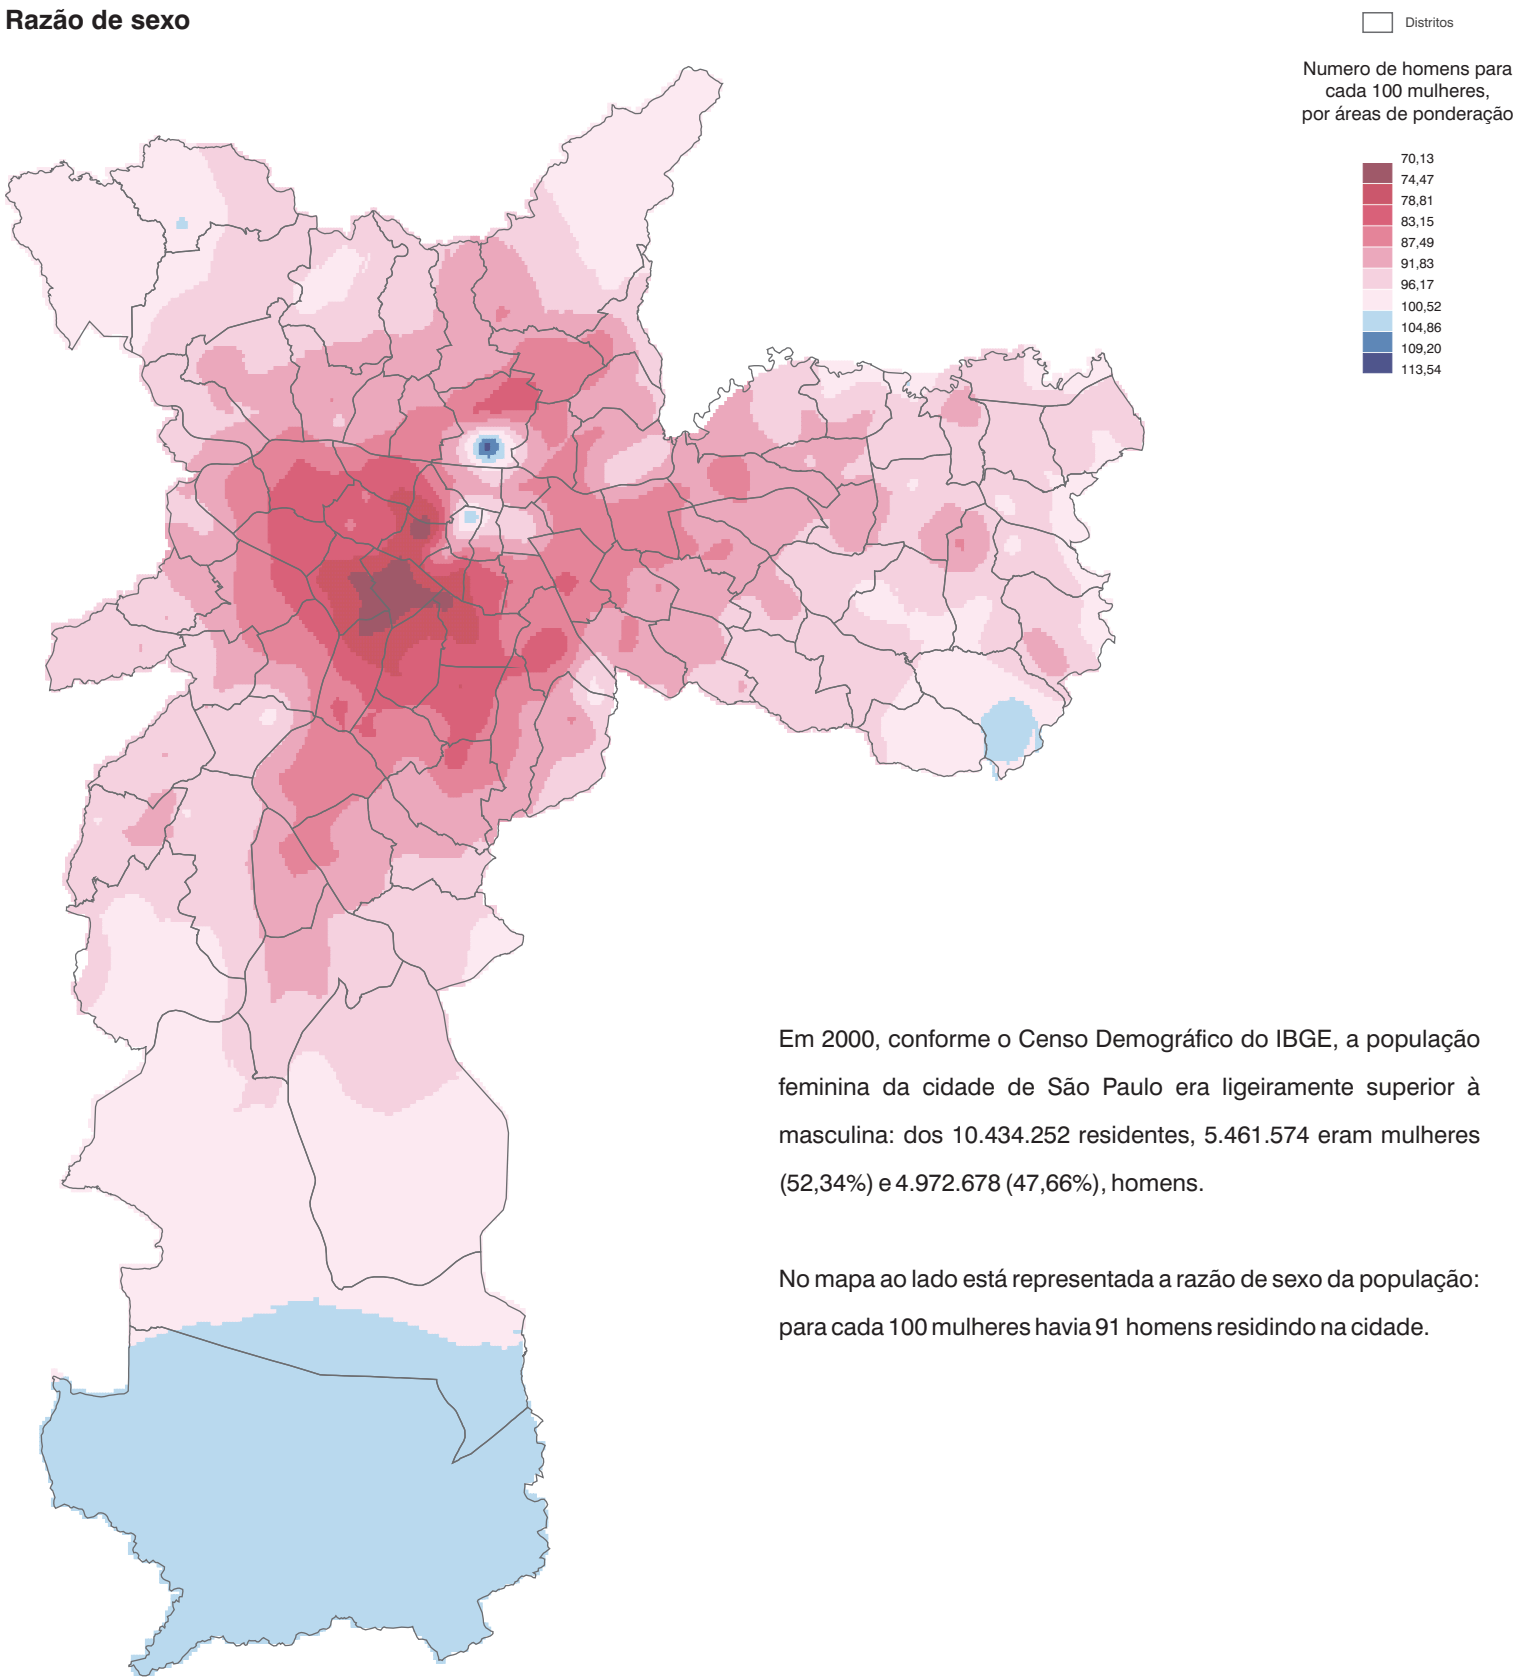 Razão de sexo
Distritos
Numero de homens para
cada 100 mulheres,
por áreas de ponderação
70,13
74,47
78,81
83,15
87,49
91,83
96,17
100,52
104,86
109,20
113,54
Em 2000, conforme o Censo Demográfico do IBGE, a população
feminina da cidade de São Paulo era ligeiramente superior à
masculina: dos 10.434.252 residentes, 5.461.574 eram mulheres
(52,34%) e 4.972.678 (47,66%), homens.
No mapa ao lado está representada a razão de sexo da população:
para cada 100 mulheres havia 91 homens residindo na cidade.